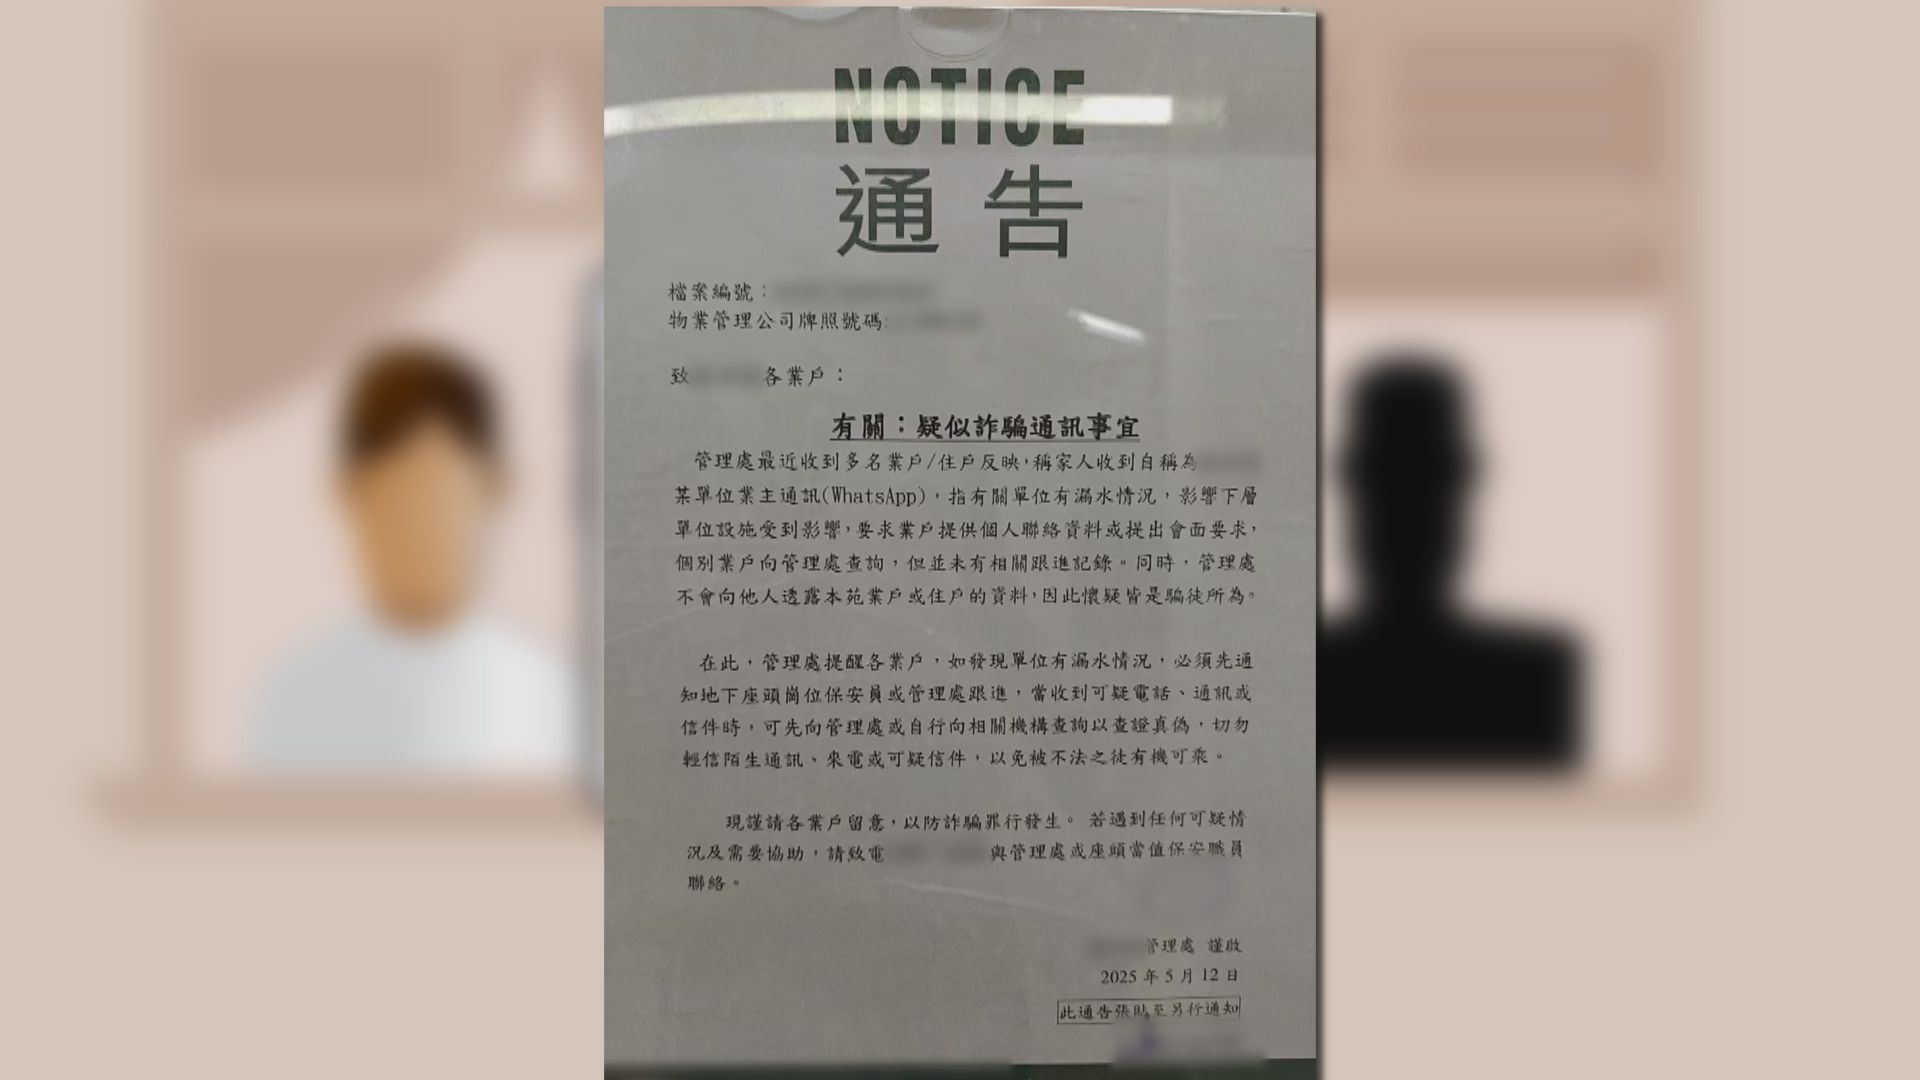 NOTICE
通告
檔案編號：
物業管理公司牌照號碼:
致 各業戶：
有關：疑似詐騙通訊事宜
管理處最近收到多名業戶/住戶反映，稱家人收到自稱為
某單位業主通訊(WhatsApp)，指有關單位有漏水情況，影響下層
單位設施受到影響，要求業戶提供個人聯絡資料或提出會面要求，
個別業戶向管理處查詢，但並未有相關跟進記錄。同時，管理處
不會向他人透露本苑業戶或住戶的資料，因此懷疑皆是騙徒所為。
在此，管理處提醒各業戶，如發現單位有漏水情況，必須先通
知地下座頭崗位保安員或管理處跟進，當收到可疑電話、通訊或
信件時，可先向管理處或自行向相關機構查詢以查證真偽，切勿
輕信陌生通訊、來電或可疑信件，以免被不法之徒有機可乘。
現謹請各業戶留意，以防詐騙罪行發生。若遇到任何可疑情
況及需要協助，請致電 與管理處或座頭當值保安職員
聯絡。
管理處 謹啟
2025 年 5 月 12 日
此通告張貼至另行通知